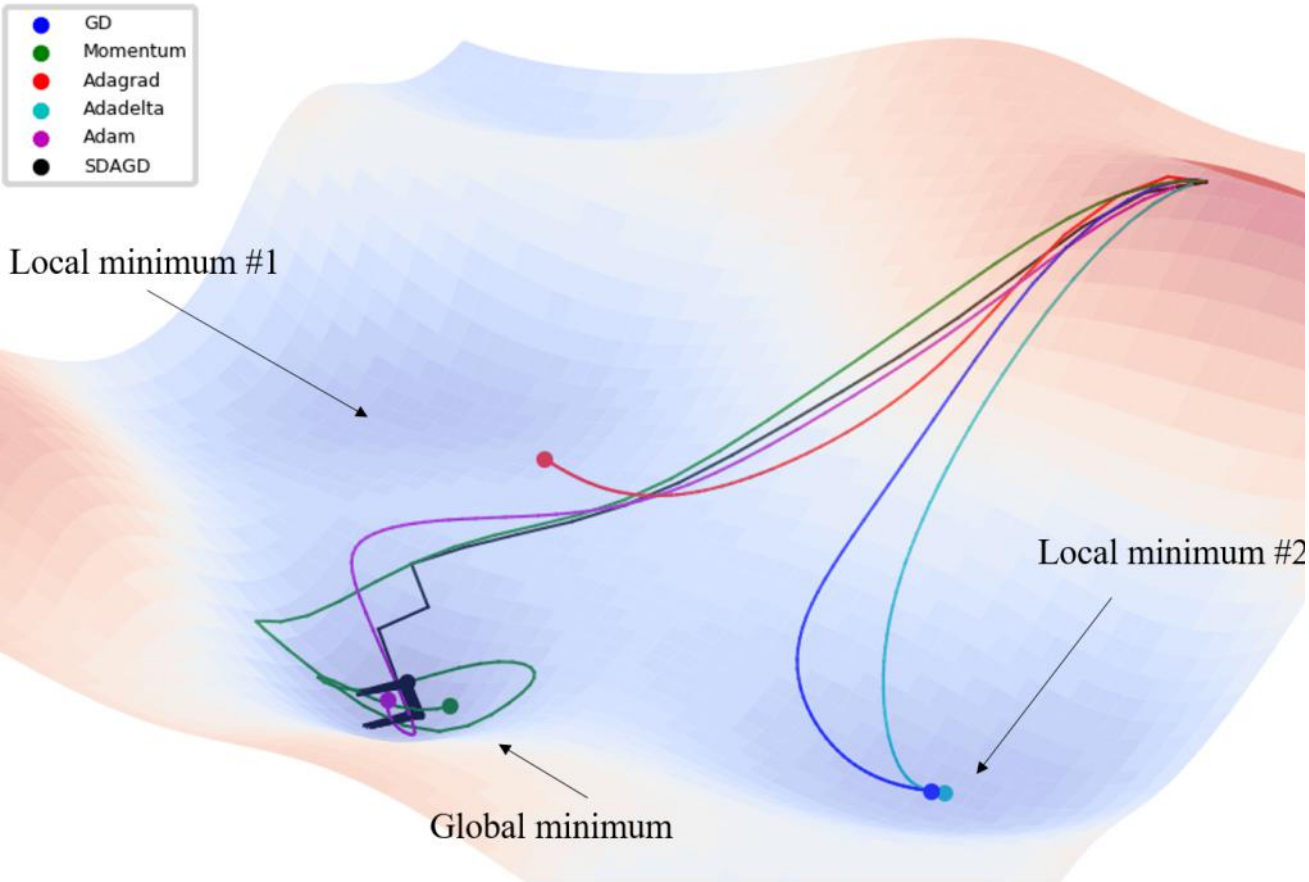 GD
Momentum
Adagrad
Adadelta
Adam
SDAGD
Local minimum #1
Local minimum #2
Global minimum